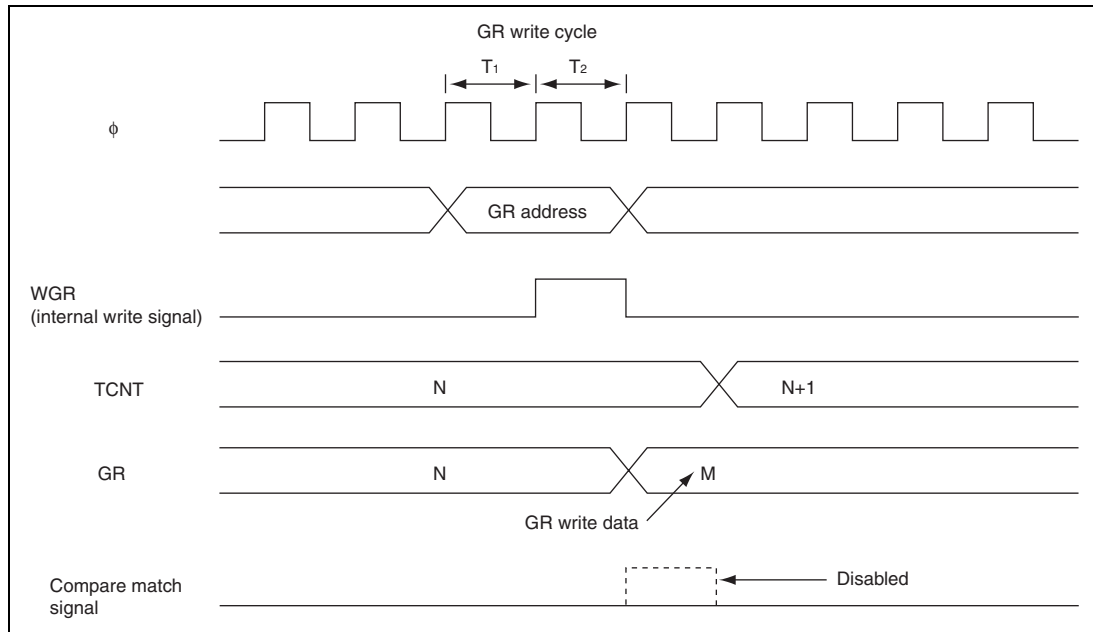 GR write cycle
T1 T2
ϕ
GR address
WGR
(internal write signal)
TCNT N N+1
GR N M
GR write data
Compare match
signal
Disabled